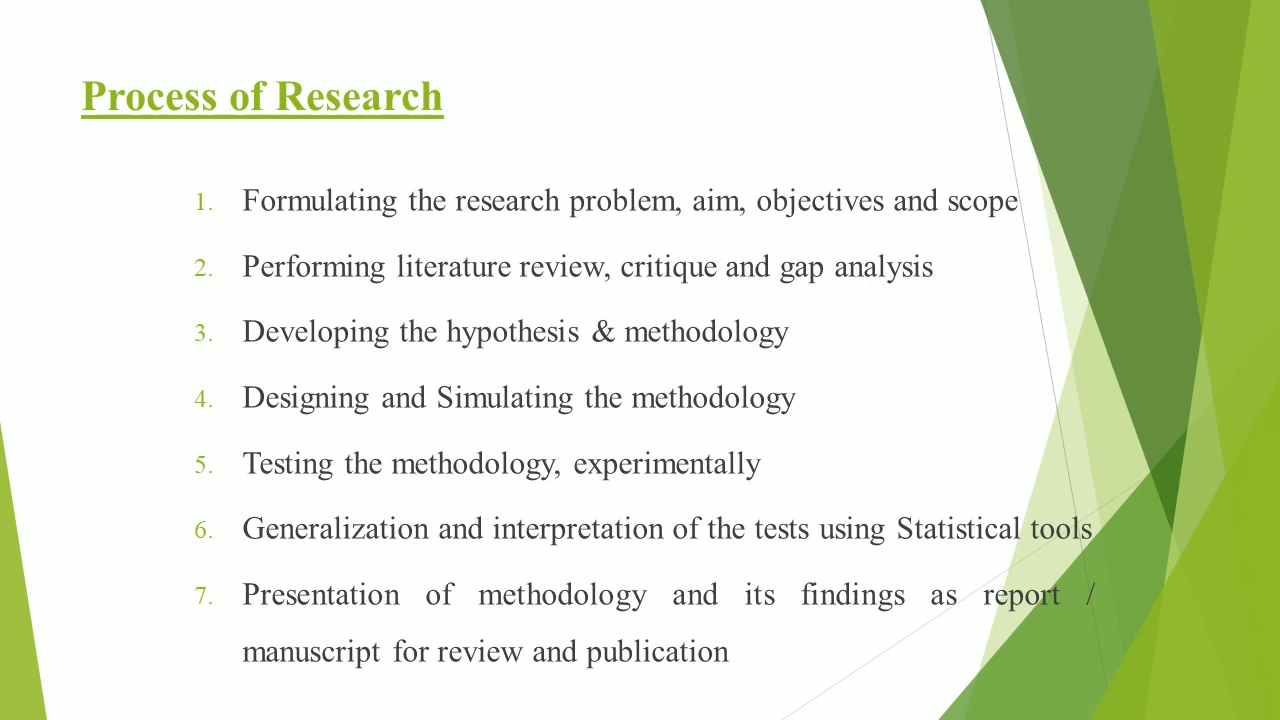 Process of Research
1. Formulating the research problem, aim, objectives and scope
2. Performing literature review, critique and gap analysis
3. Developing the hypothesis & methodology
4. Designing and Simulating the methodology
5. Testing the methodology, experimentally
6. Generalization and interpretation of the tests using Statistical tools
7. Presentation of methodology and its findings as report /
manuscript for review and publication